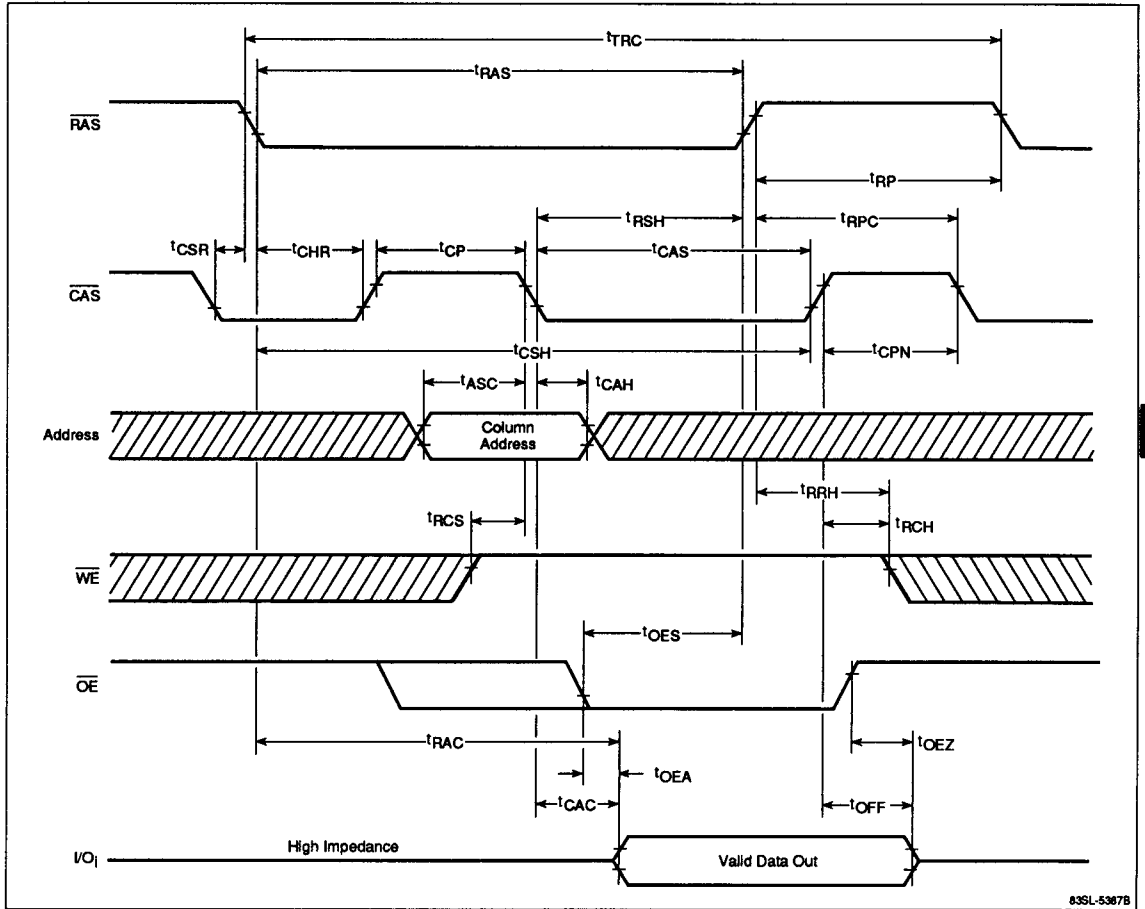 tTRC
tRAS
RAS
tRP
tRSH
tRPC
tCSR
tCHR
tCP
tCAS
CAS
tCSH
tCPN
tASC
tCAH
Address
Column
Address
tRRH
tRCS
tRCH
WE
tOES
OE
tRAC
tOEZ
tOEA
tCAC
tOFF
High Impedance
I/Oi
Valid Data Out
83SL-5387B